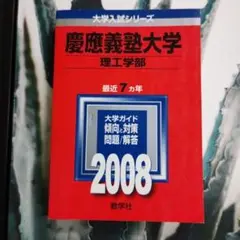 大学入試シリーズ
慶應義塾大学
理工学部
最近7カ年
大学ガイド
傾向と対策
問題/解答
2008
教学社